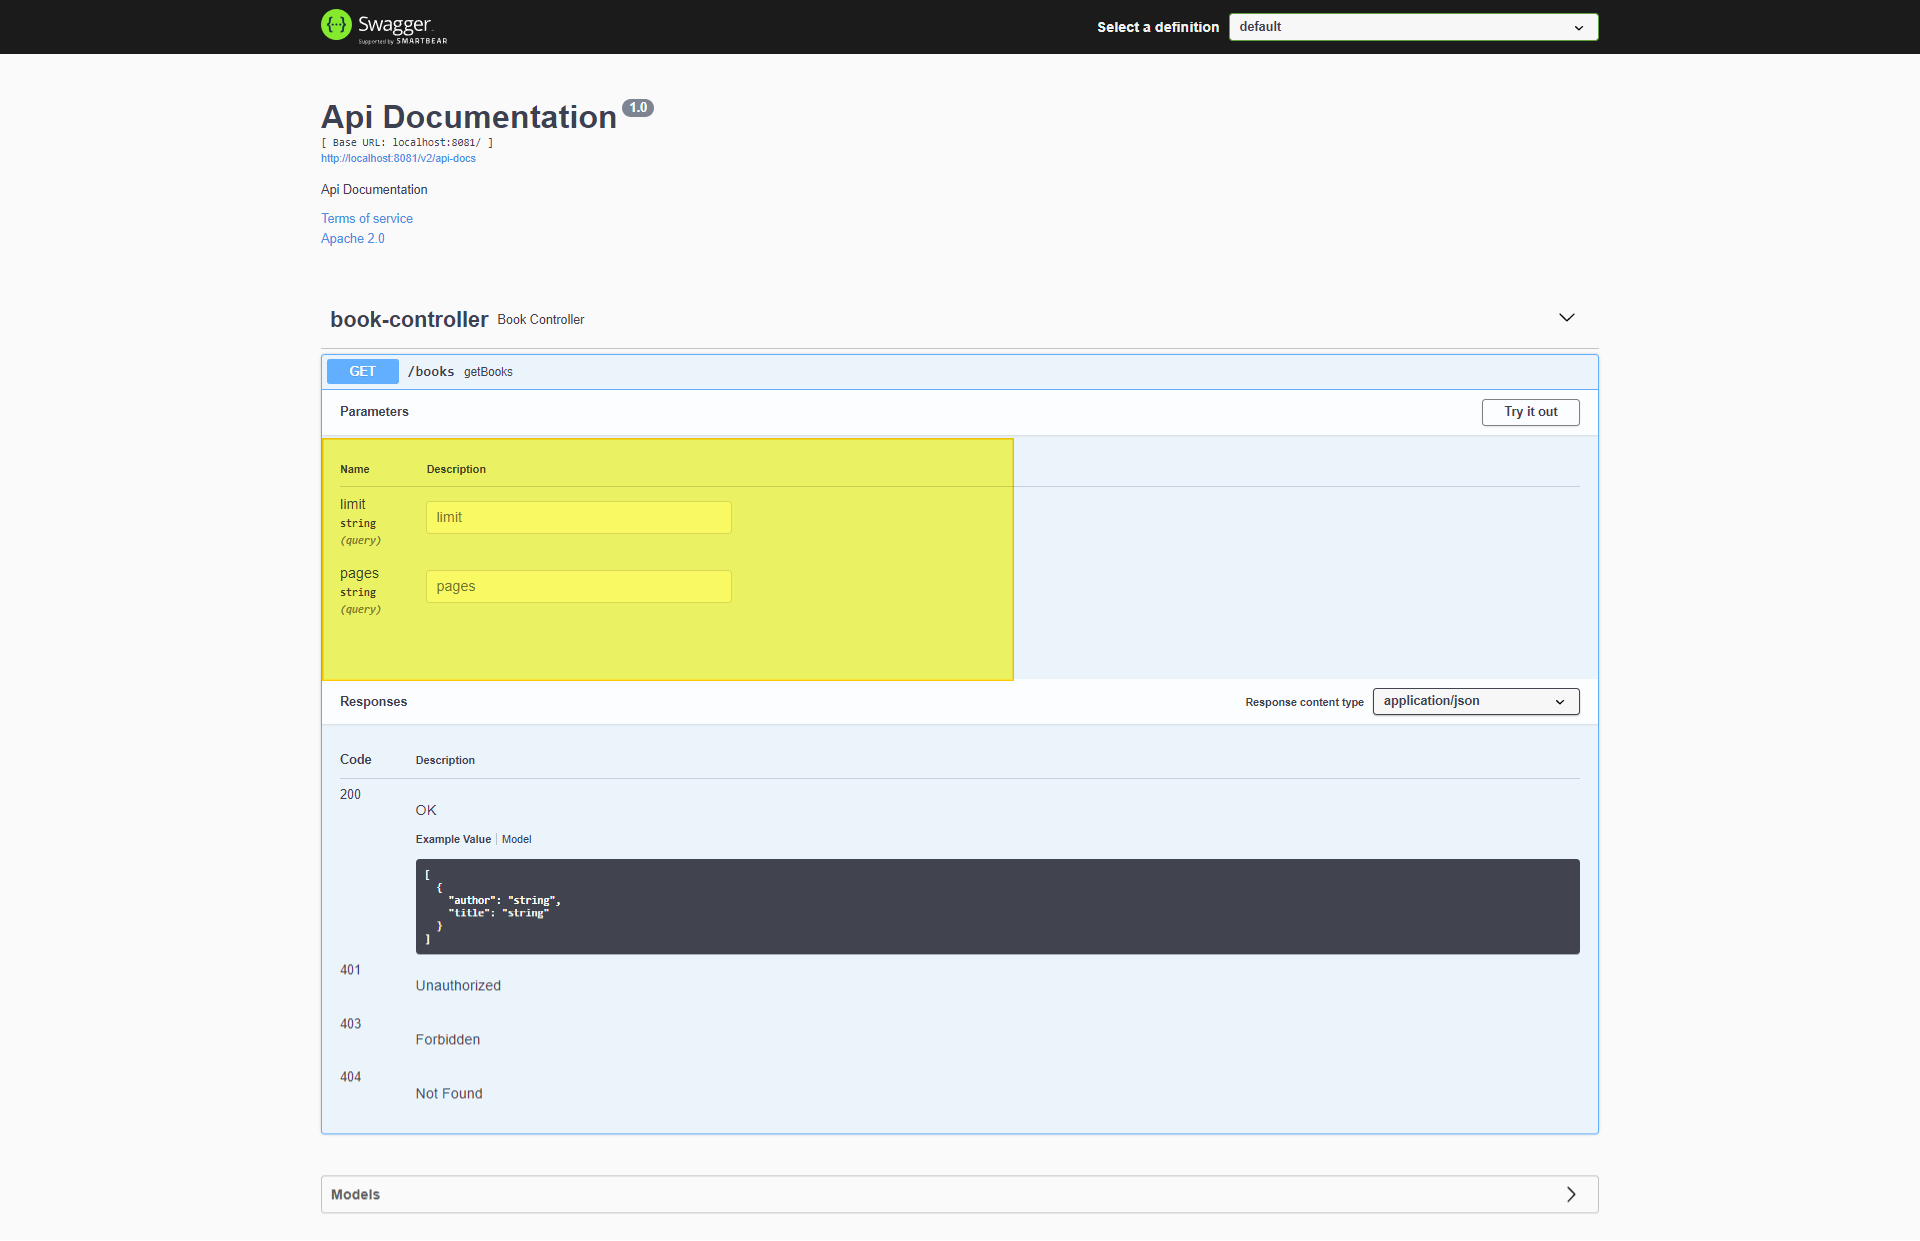 Swagger
Supported by SMARTBEAR
Select a definition
default
Api Documentation 1.0
[ Base URL: localhost:8081/ ]
http://localhost:8081/v2/api-docs
Api Documentation
Terms of service
Apache 2.0
book-controller Book Controller
GET /books getBooks
Parameters
Try it out
Name Description
limit
string
(query)
limit
pages
string
(query)
pages
Responses
Response content type
application/json
Code Description
200
OK
Example Value Model
[
  {
    "author": "string",
    "title": "string"
  }
]
401
Unauthorized
403
Forbidden
404
Not Found
Models